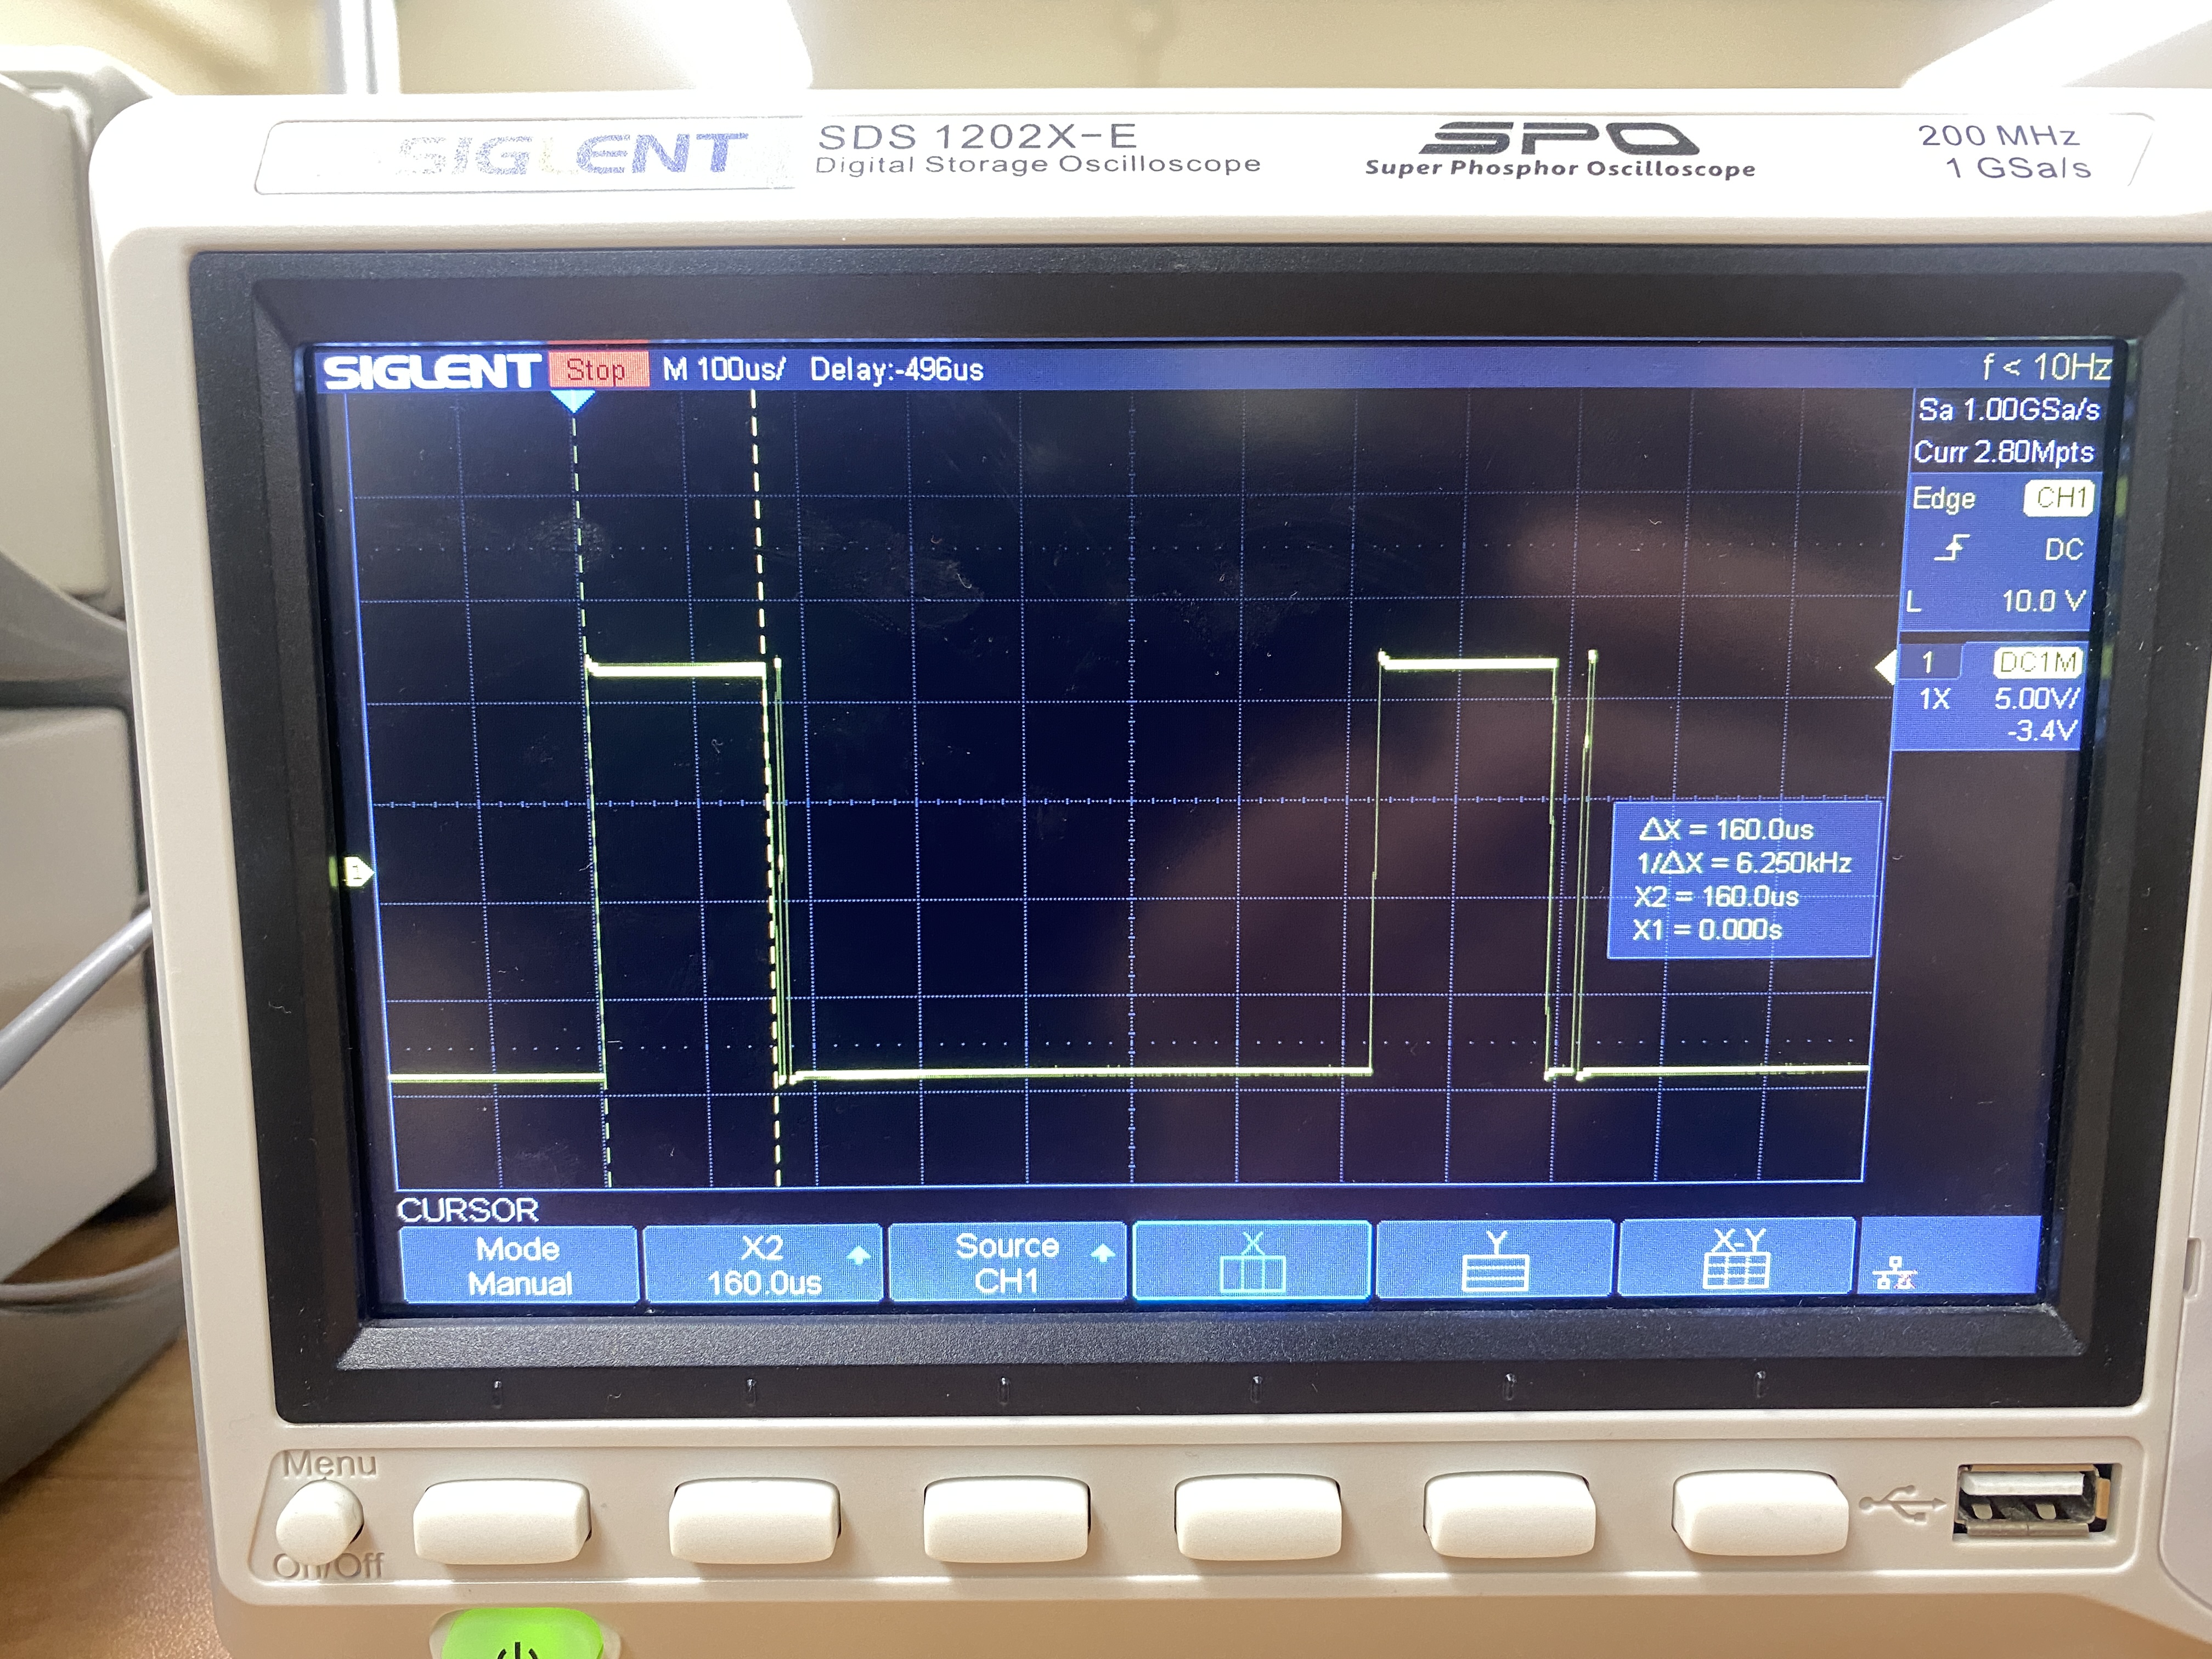 SIGLENT
SDS 1202X-E
Digital Storage Oscilloscope
SPO
Super Phosphor Oscilloscope
200 MHz
1 GSa/s
SIGLENT Stop M 100us/ Delay:-496us f < 10Hz
Sa 1.00GSa/s
Curr 2.80Mpts
Edge CH1
DC
L 10.0 V
1 DC1M
1X 5.00V/
-3.4V
1
ΔX = 160.0us
1/ΔX = 6.250kHz
X2 = 160.0us
X1 = 0.000s
CURSOR
Mode
Manual
X2
160.0us
Source
CH1
X
Y
X-Y
Menu
On/Off